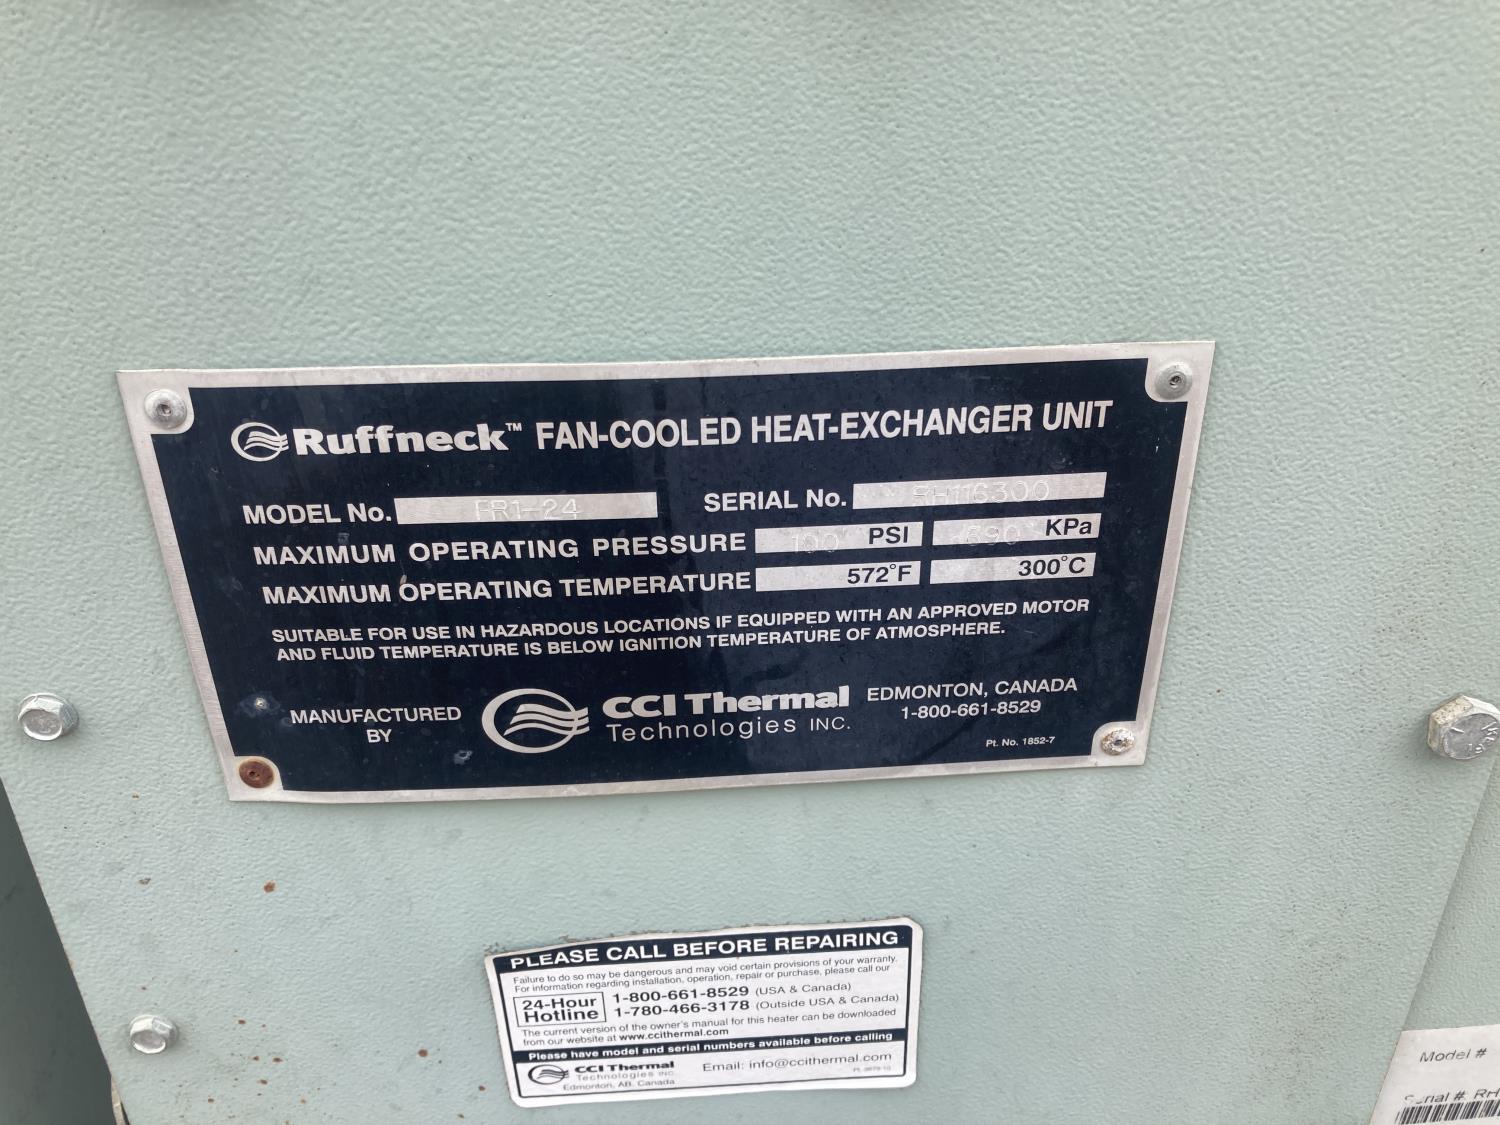 Ruffneck™ FAN-COOLED HEAT-EXCHANGER UNIT
MODEL No. FR1-24 SERIAL No. RH116300
MAXIMUM OPERATING PRESSURE 100 PSI 690 KPa
MAXIMUM OPERATING TEMPERATURE 572°F 300°C
SUITABLE FOR USE IN HAZARDOUS LOCATIONS IF EQUIPPED WITH AN APPROVED MOTOR
AND FLUID TEMPERATURE IS BELOW IGNITION TEMPERATURE OF ATMOSPHERE.
MANUFACTURED
BY
CCI Thermal
Technologies INC.
EDMONTON, CANADA
1-800-661-8529
Pt. No. 1852-7
PLEASE CALL BEFORE REPAIRING
Failure to do so may be dangerous and may void certain provisions of your warranty.
For information regarding installation, operation, repair or purchase, please call our
24-Hour
Hotline
1-800-661-8529 (USA & Canada)
1-780-466-3178 (Outside USA & Canada)
The current version of the owner's manual for this heater can be downloaded
from our website at www.ccithermal.com
Please have model and serial numbers available before calling
CCI Thermal
Technologies INC.
Edmonton, AB, Canada
Email: info@ccithermal.com
Model #
Serial # RH